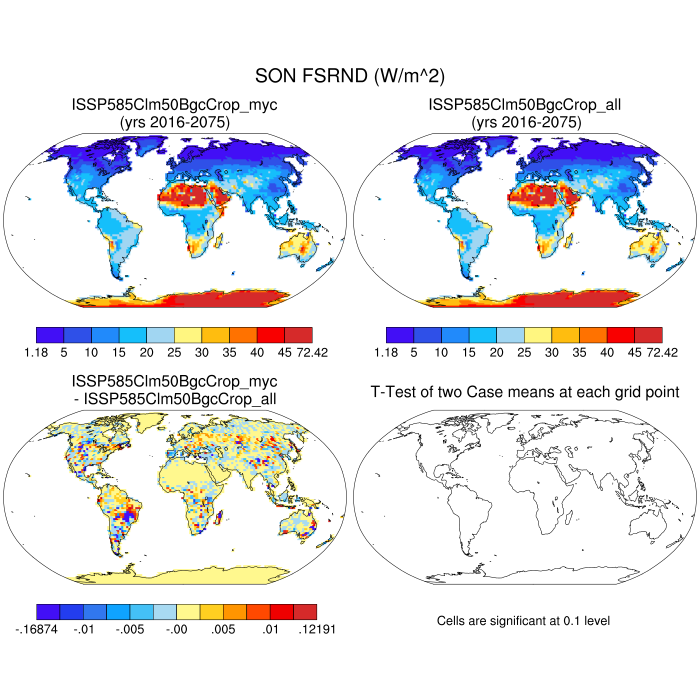 SON FSRND (W/m^2)
ISSP585Clm50BgcCrop_myc
(yrs 2016-2075)
ISSP585Clm50BgcCrop_all
(yrs 2016-2075)
1.18 5 10 15 20 25 30 35 40 45 72.42
1.18 5 10 15 20 25 30 35 40 45 72.42
ISSP585Clm50BgcCrop_myc
- ISSP585Clm50BgcCrop_all
T-Test of two Case means at each grid point
-.16874 -.01 -.005 -.00 .005 .01 .12191
Cells are significant at 0.1 level